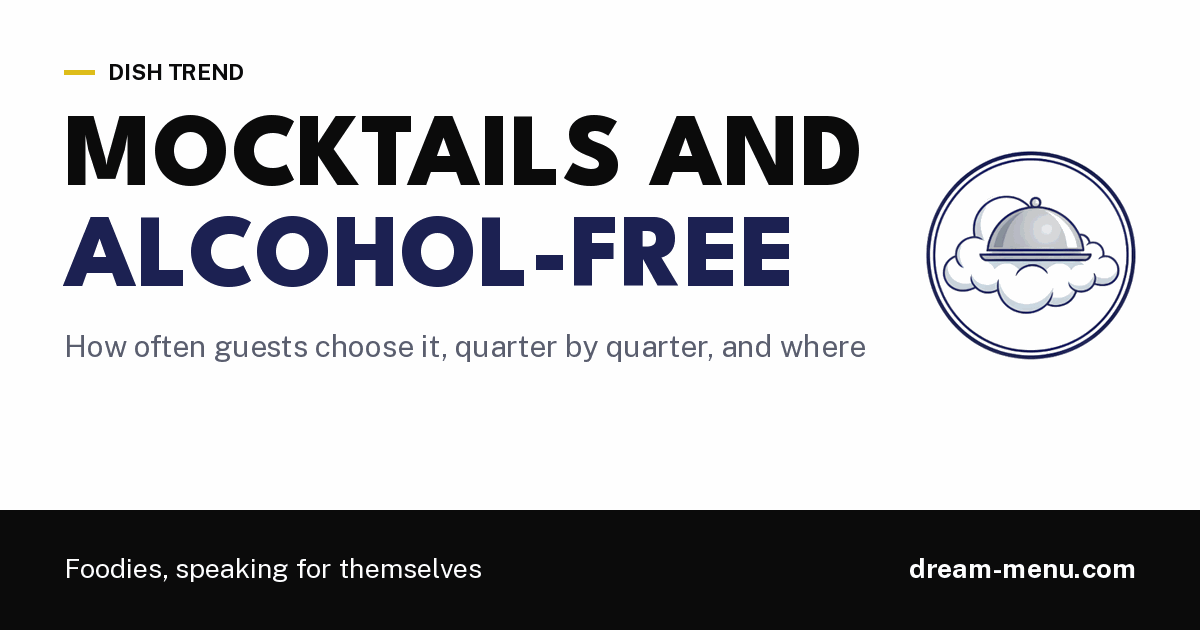 DISH TREND
MOCKTAILS AND
ALCOHOL-FREE
How often guests choose it, quarter by quarter, and where
Foodies, speaking for themselves
dream-menu.com